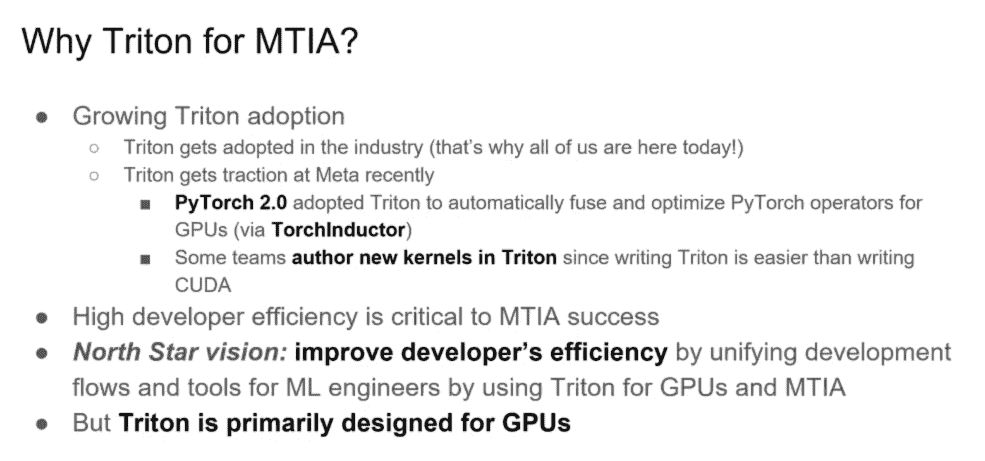 Why Triton for MTIA?
● Growing Triton adoption
○ Triton gets adopted in the industry (that's why all of us are here today!)
○ Triton gets traction at Meta recently
■ PyTorch 2.0 adopted Triton to automatically fuse and optimize PyTorch operators for
GPUs (via TorchInductor)
■ Some teams author new kernels in Triton since writing Triton is easier than writing
CUDA
● High developer efficiency is critical to MTIA success
● North Star vision: improve developer's efficiency by unifying development
flows and tools for ML engineers by using Triton for GPUs and MTIA
● But Triton is primarily designed for GPUs